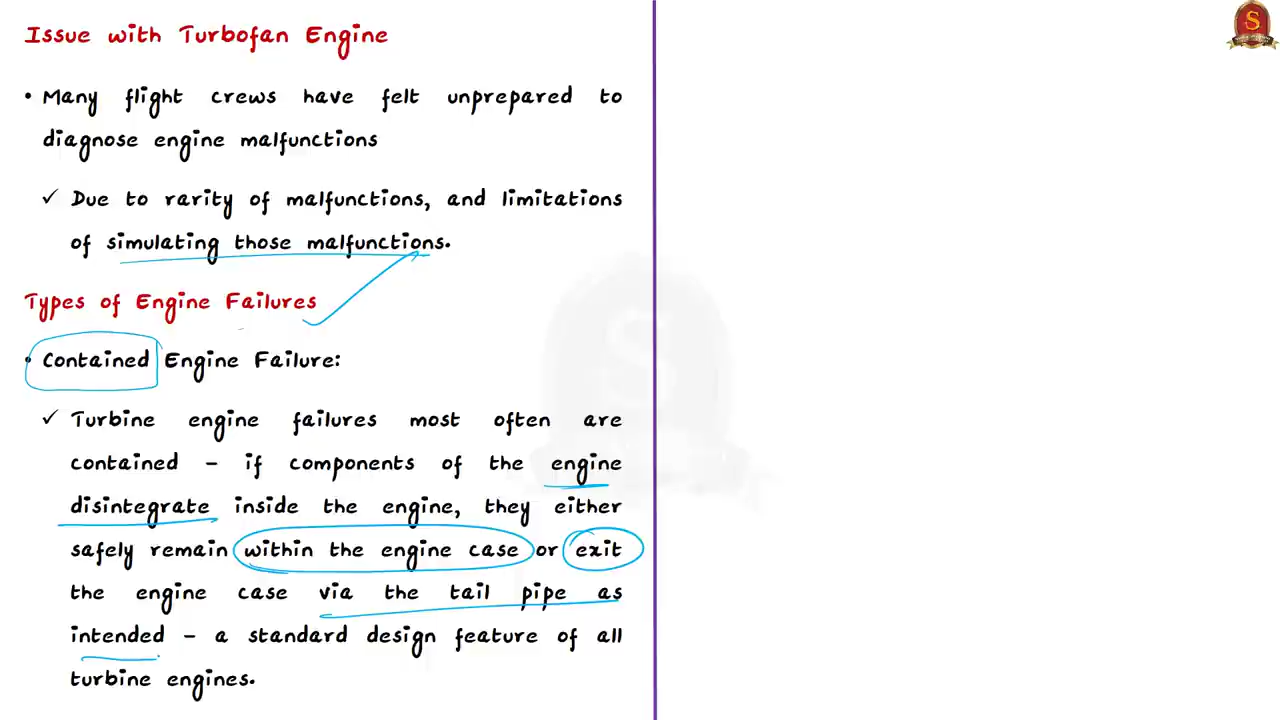 Issue with Turbofan Engine
• Many flight crews have felt unprepared to
diagnose engine malfunctions
✓ Due to rarity of malfunctions, and limitations
of simulating those malfunctions.
Types of Engine Failures
• Contained Engine Failure:
✓ Turbine engine failures most often are
contained – if components of the engine
disintegrate inside the engine, they either
safely remain within the engine case or exit
the engine case via the tail pipe as
intended – a standard design feature of all
turbine engines.
S
S